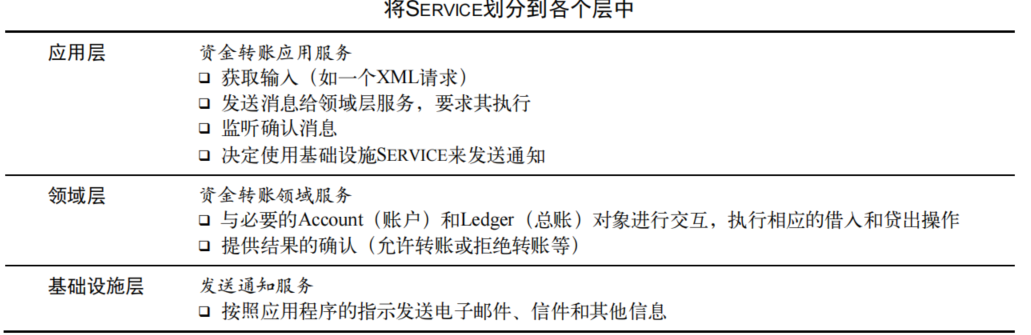 将SERVICE划分到各个层中
应用层 资金转账应用服务
❑ 获取输入（如一个XML请求）
❑ 发送消息给领域层服务，要求其执行
❑ 监听确认消息
❑ 决定使用基础设施SERVICE来发送通知
领域层 资金转账领域服务
❑ 与必要的Account（账户）和Ledger（总账）对象进行交互，执行相应的借入和贷出操作
❑ 提供结果的确认（允许转账或拒绝转账等）
基础设施层 发送通知服务
❑ 按照应用程序的指示发送电子邮件、信件和其他信息